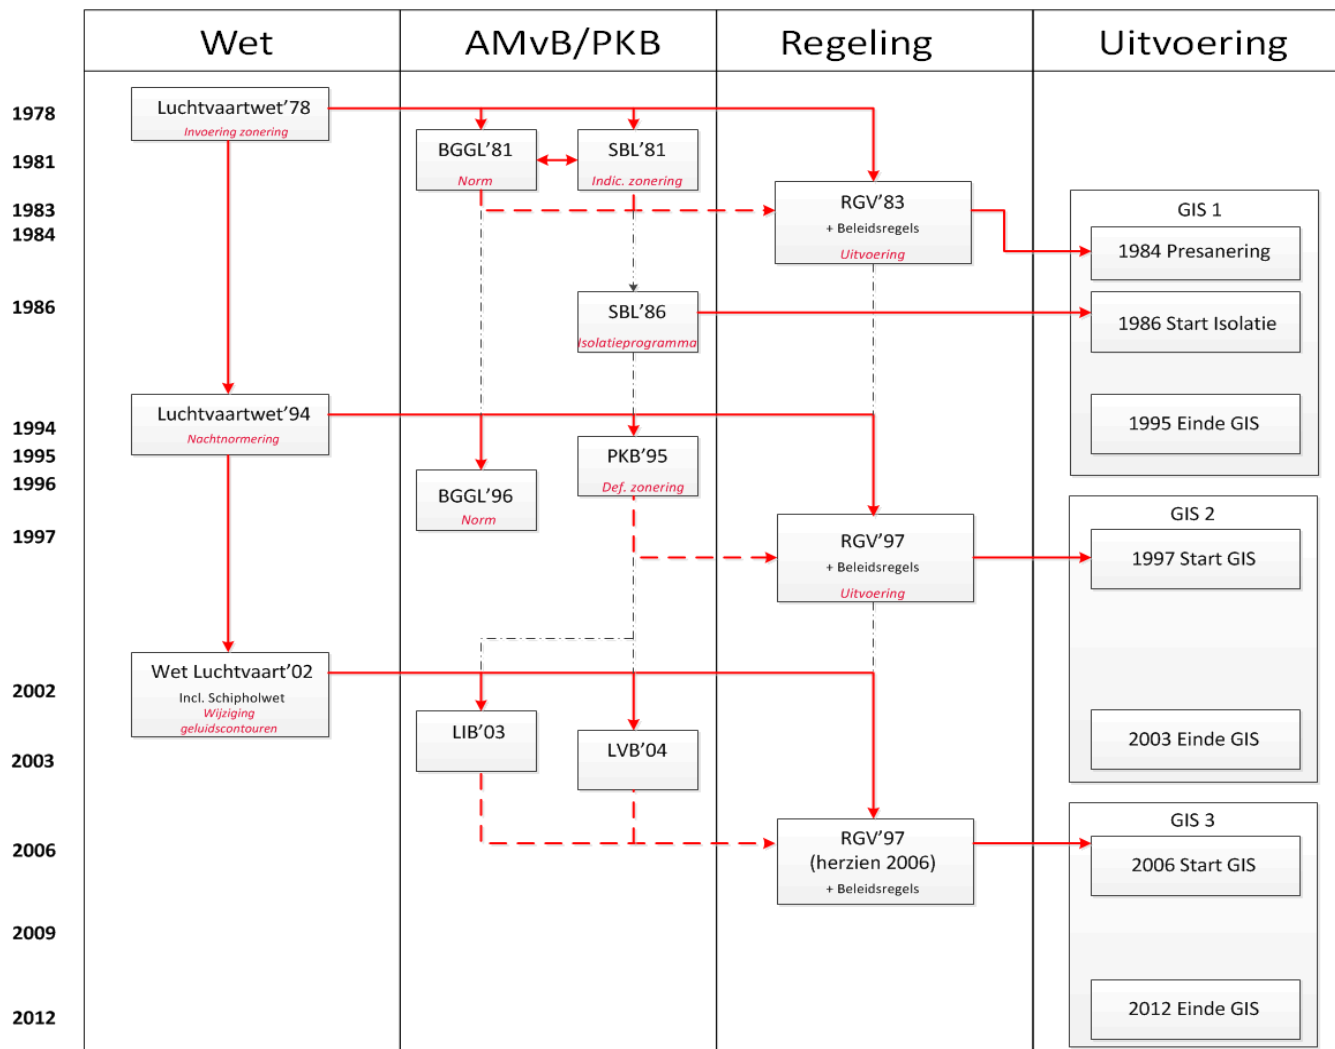 Wet
AMvB/PKB
Regeling
Uitvoering
1978
1981
1983
1984
1986
1994
1995
1996
1997
2002
2003
2006
2009
2012
Luchtvaartwet’78
Invoering zonering
Luchtvaartwet’94
Nachtnormering
Wet Luchtvaart’02
Incl. Schipholwet
Wijziging
geluidscontouren
BGGL’81
Norm
SBL’81
Indic. zonering
SBL’86
Isolatieprogramma
BGGL’96
Norm
PKB’95
Def. zonering
LIB’03
LVB’04
RGV’83
+ Beleidsregels
Uitvoering
RGV’97
+ Beleidsregels
Uitvoering
RGV’97
(herzien 2006)
+ Beleidsregels
GIS 1
1984 Presanering
1986 Start Isolatie
1995 Einde GIS
GIS 2
1997 Start GIS
2003 Einde GIS
GIS 3
2006 Start GIS
2012 Einde GIS